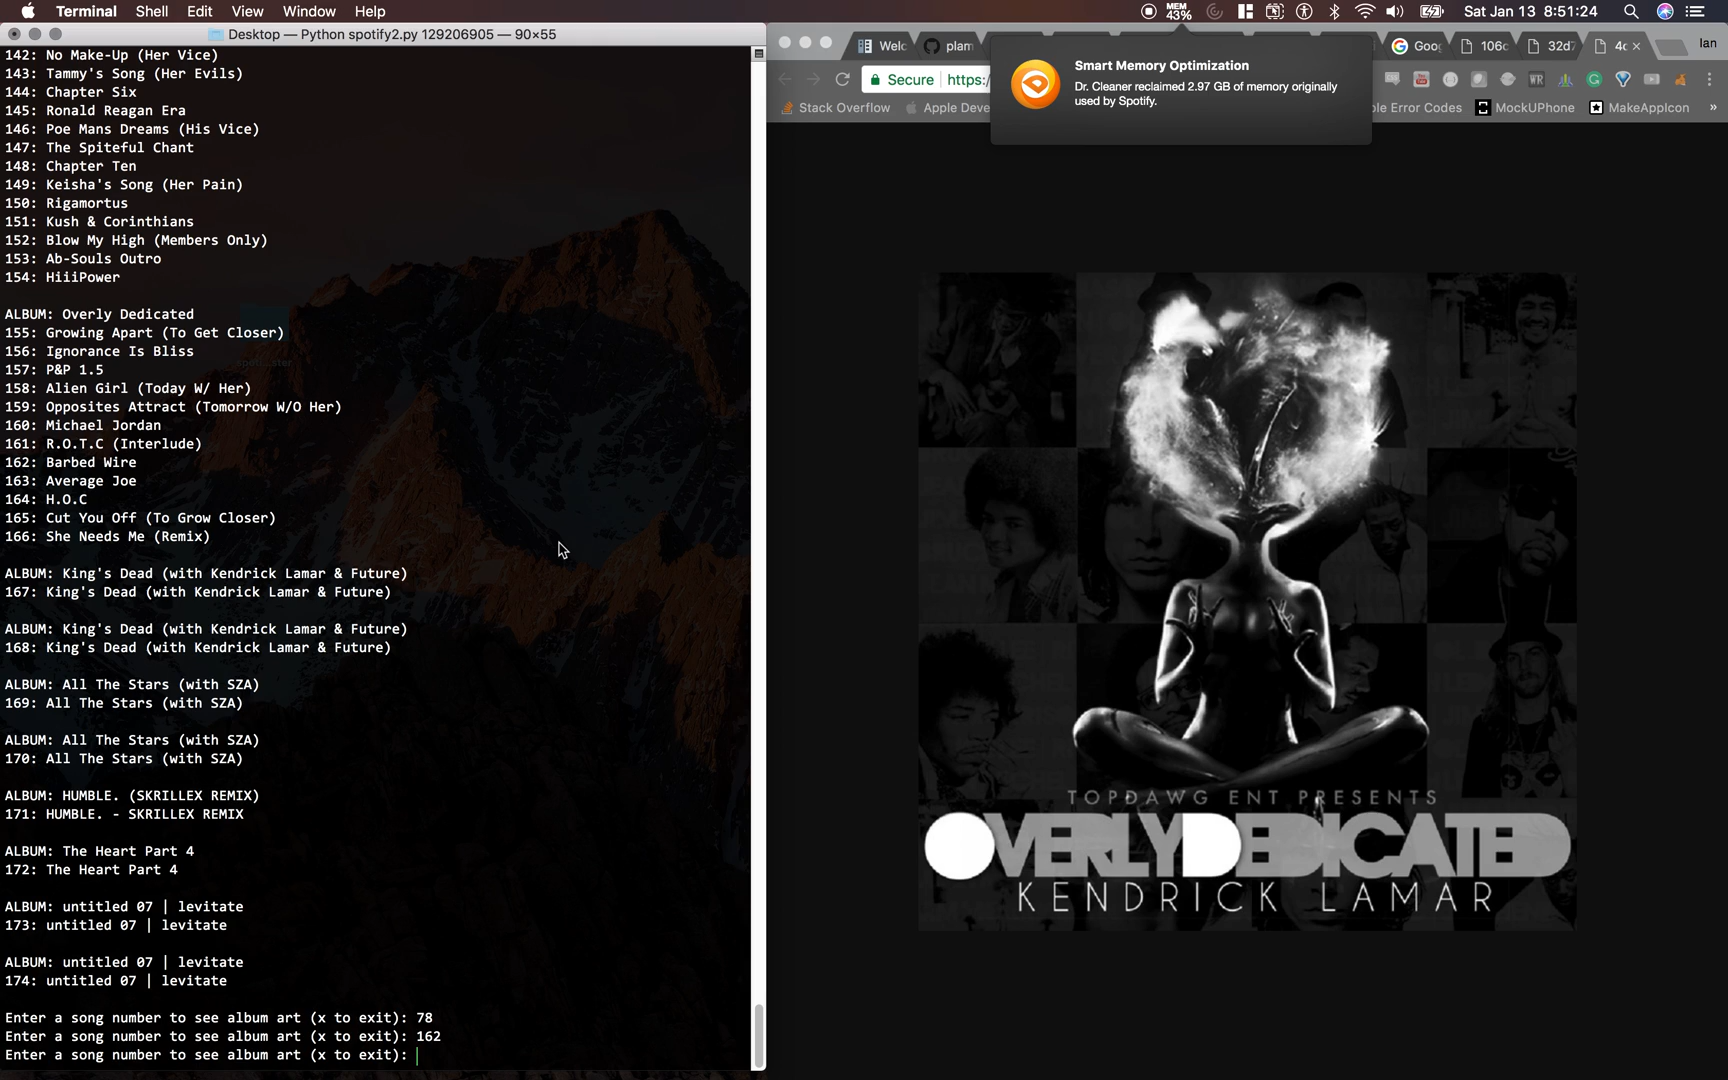 Terminal Shell Edit View Window Help
MEM 43% Sat Jan 13 8:51:24
Desktop — Python spotify2.py 129206905 — 90×55
142: No Make-Up (Her Vice)
143: Tammy's Song (Her Evils)
144: Chapter Six
145: Ronald Reagan Era
146: Poe Mans Dreams (His Vice)
147: The Spiteful Chant
148: Chapter Ten
149: Keisha's Song (Her Pain)
150: Rigamortus
151: Kush & Corinthians
152: Blow My High (Members Only)
153: Ab-Souls Outro
154: HiiiPower
ALBUM: Overly Dedicated
155: Growing Apart (To Get Closer)
156: Ignorance Is Bliss
157: P&P 1.5
158: Alien Girl (Today W/ Her)
159: Opposites Attract (Tomorrow W/O Her)
160: Michael Jordan
161: R.O.T.C (Interlude)
162: Barbed Wire
163: Average Joe
164: H.O.C
165: Cut You Off (To Grow Closer)
166: She Needs Me (Remix)
ALBUM: King's Dead (with Kendrick Lamar & Future)
167: King's Dead (with Kendrick Lamar & Future)
ALBUM: King's Dead (with Kendrick Lamar & Future)
168: King's Dead (with Kendrick Lamar & Future)
ALBUM: All The Stars (with SZA)
169: All The Stars (with SZA)
ALBUM: All The Stars (with SZA)
170: All The Stars (with SZA)
ALBUM: HUMBLE. (SKRILLEX REMIX)
171: HUMBLE. - SKRILLEX REMIX
ALBUM: The Heart Part 4
172: The Heart Part 4
ALBUM: untitled 07 | levitate
173: untitled 07 | levitate
ALBUM: untitled 07 | levitate
174: untitled 07 | levitate
Enter a song number to see album art (x to exit): 78
Enter a song number to see album art (x to exit): 162
Enter a song number to see album art (x to exit):
Welc plam Goog 106c 32d7 4c Ian
Secure https:/ WR
Stack Overflow Apple Deve ple Error Codes MockUPhone MakeAppIcon »
Smart Memory Optimization
Dr. Cleaner reclaimed 2.97 GB of memory originally
used by Spotify.
TOPDAWG ENT PRESENTS
OVERLYDEDICATED
KENDRICK LAMAR